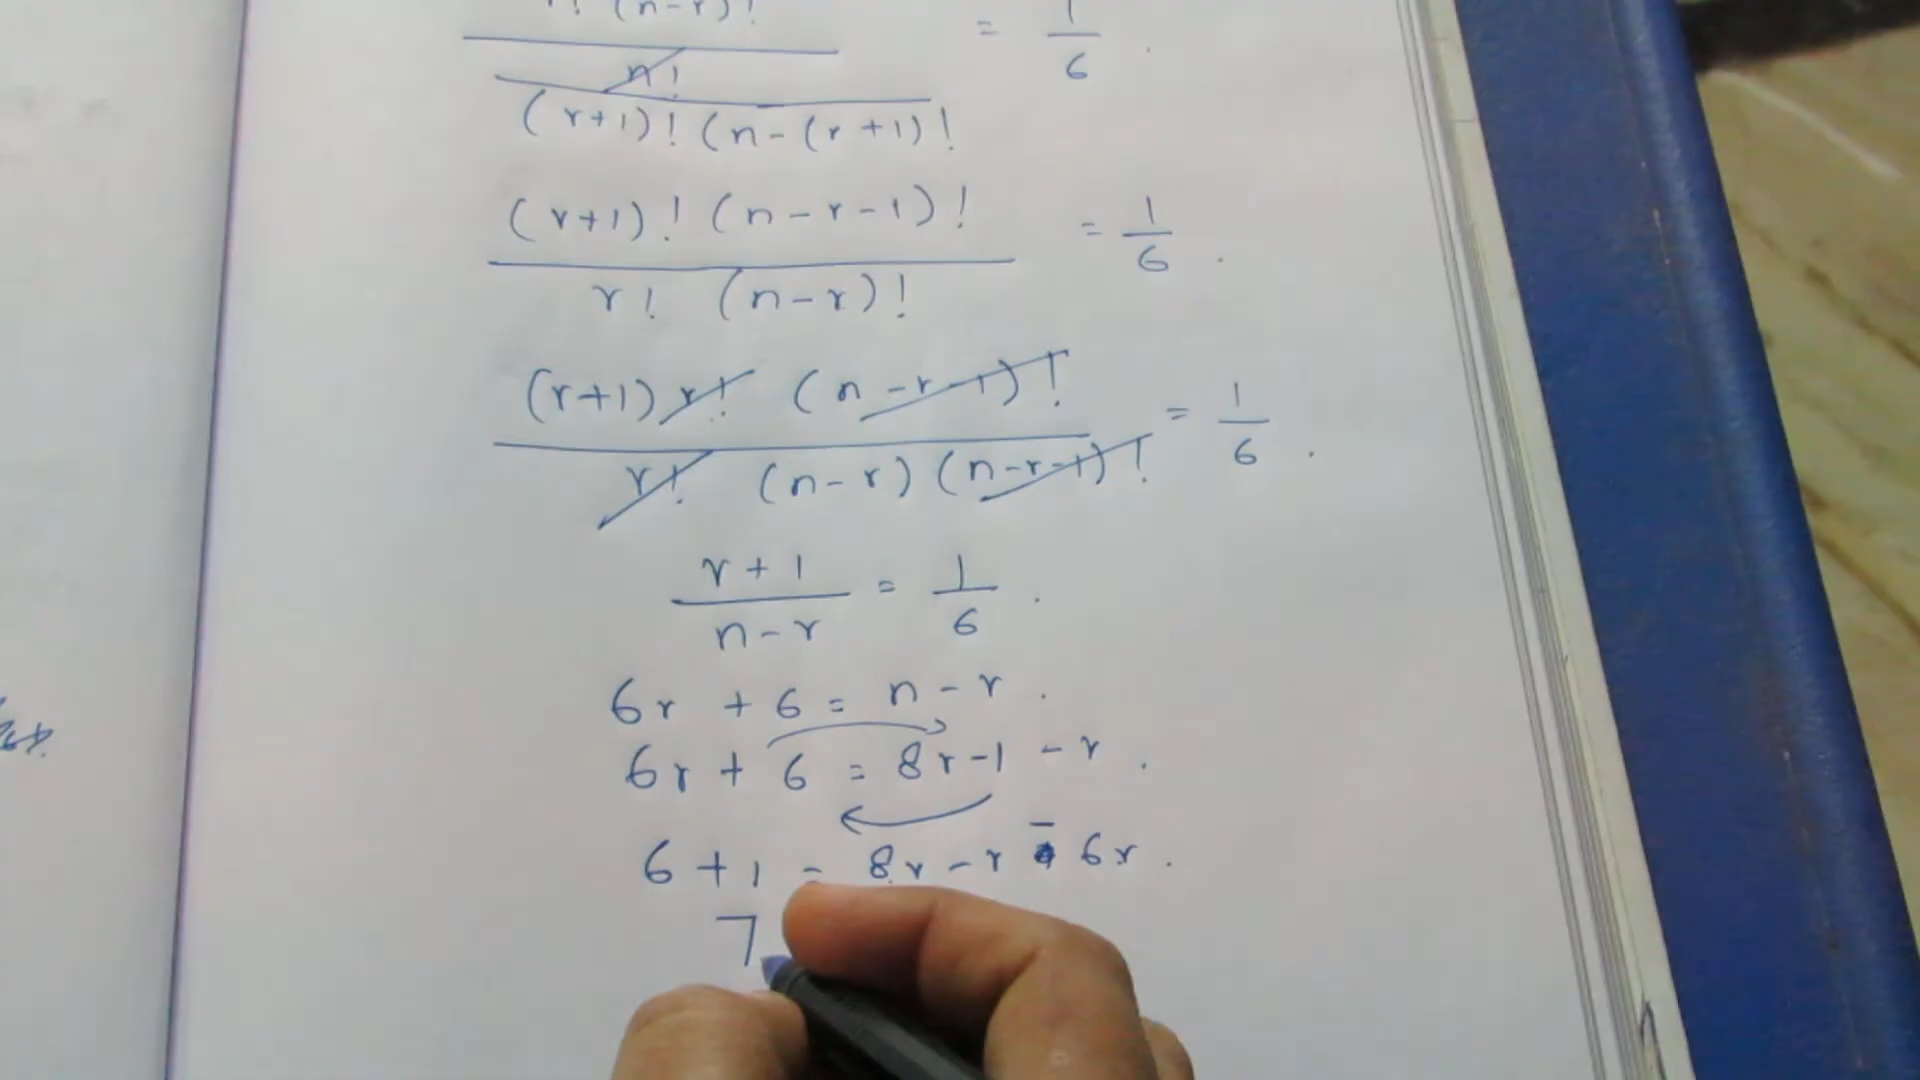 r! (n-r)! = 1/6 .
n!
(r+1)! (n-(r+1)!
(r+1)! (n-r-1)! = 1/6 .
r! (n-r)!
(r+1) r! (n-r-1)! = 1/6 .
r! (n-r) (n-r-1)!
r+1 = 1/6 .
n-r
6r + 6 = n-r .
6r + 6 = 8r-1 -r .
6 + 1 = 8r-r - 6r .
7